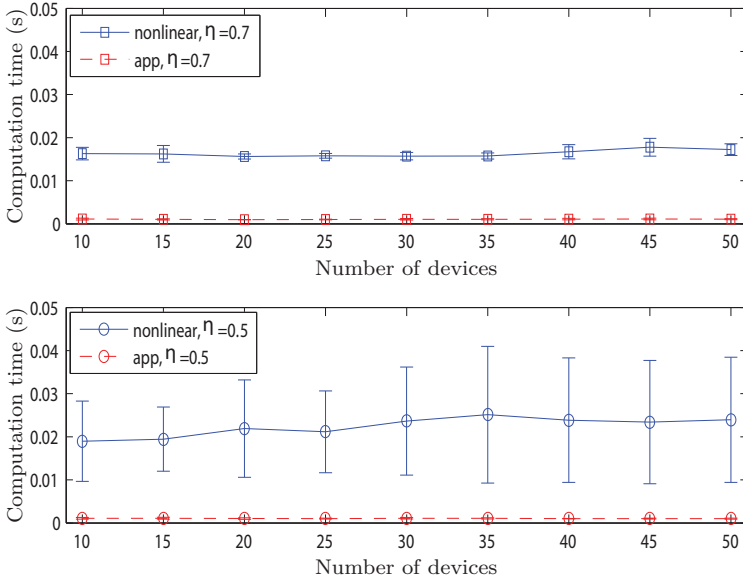 Computation time (s)
0.05
0.04
0.03
0.02
0.01
0
nonlinear, η =0.7
app, η =0.7
10 15 20 25 30 35 40 45 50
Number of devices
Computation time (s)
0.05
0.04
0.03
0.02
0.01
0
nonlinear, η =0.5
app, η =0.5
10 15 20 25 30 35 40 45 50
Number of devices